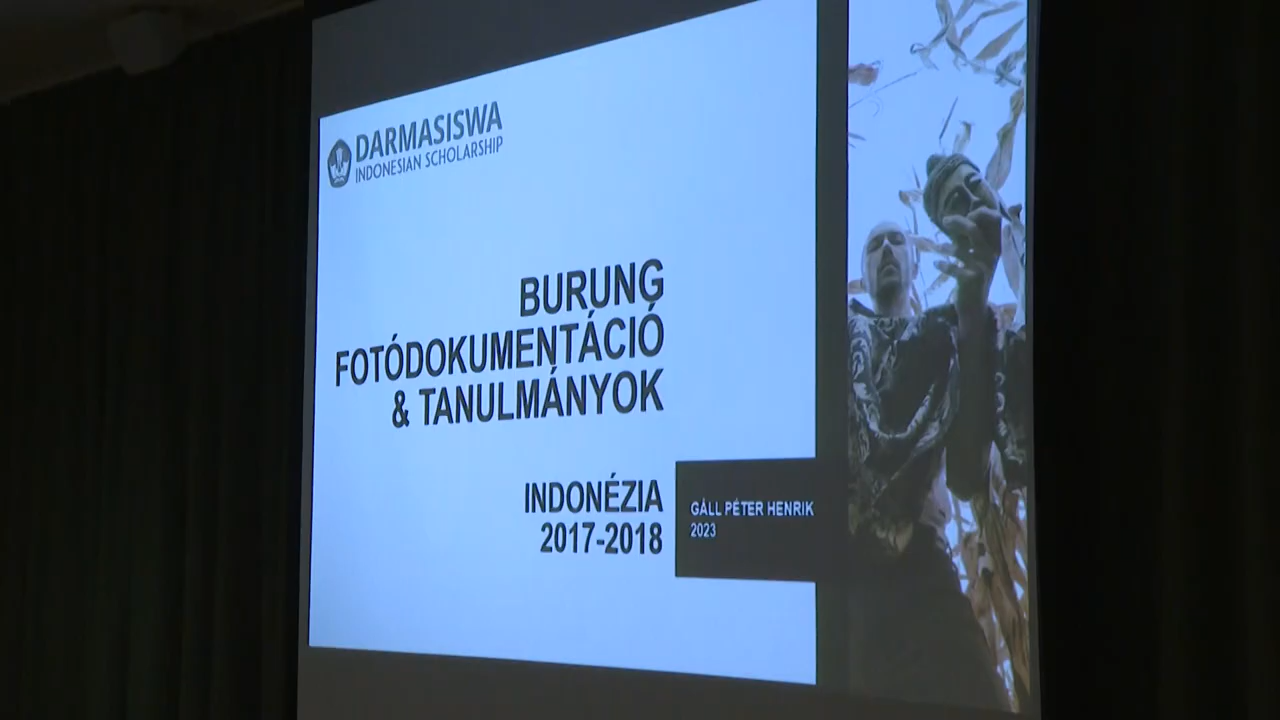 DARMASISWA
INDONESIAN SCHOLARSHIP
BURUNG
FOTÓDOKUMENTÁCIÓ
& TANULMÁNYOK
INDONÉZIA
2017-2018
GÁLL PÉTER HENRIK
2023